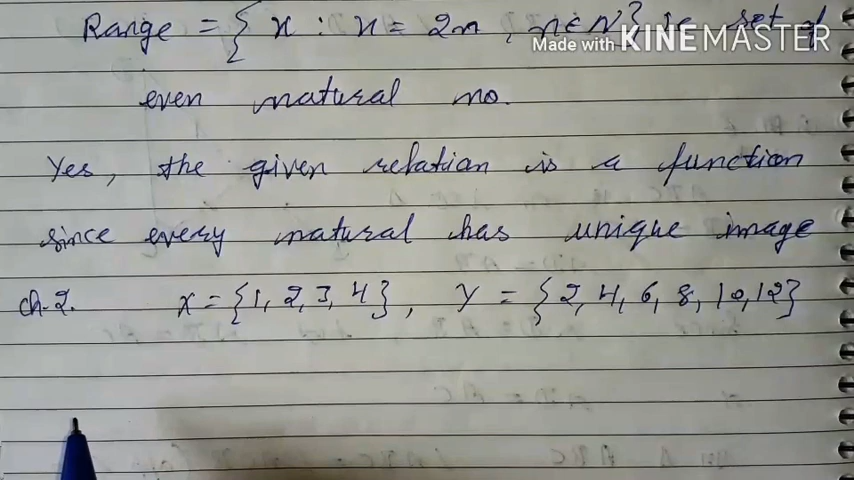 Range = { x : x = 2n , n ∈ N } ie set of
Made with KINEMASTER
even natural no.
Yes, the given relation is a function
since every natural has unique image
ch-2. x = {1, 2, 3, 4} , y = {2, 4, 6, 8, 10, 12}